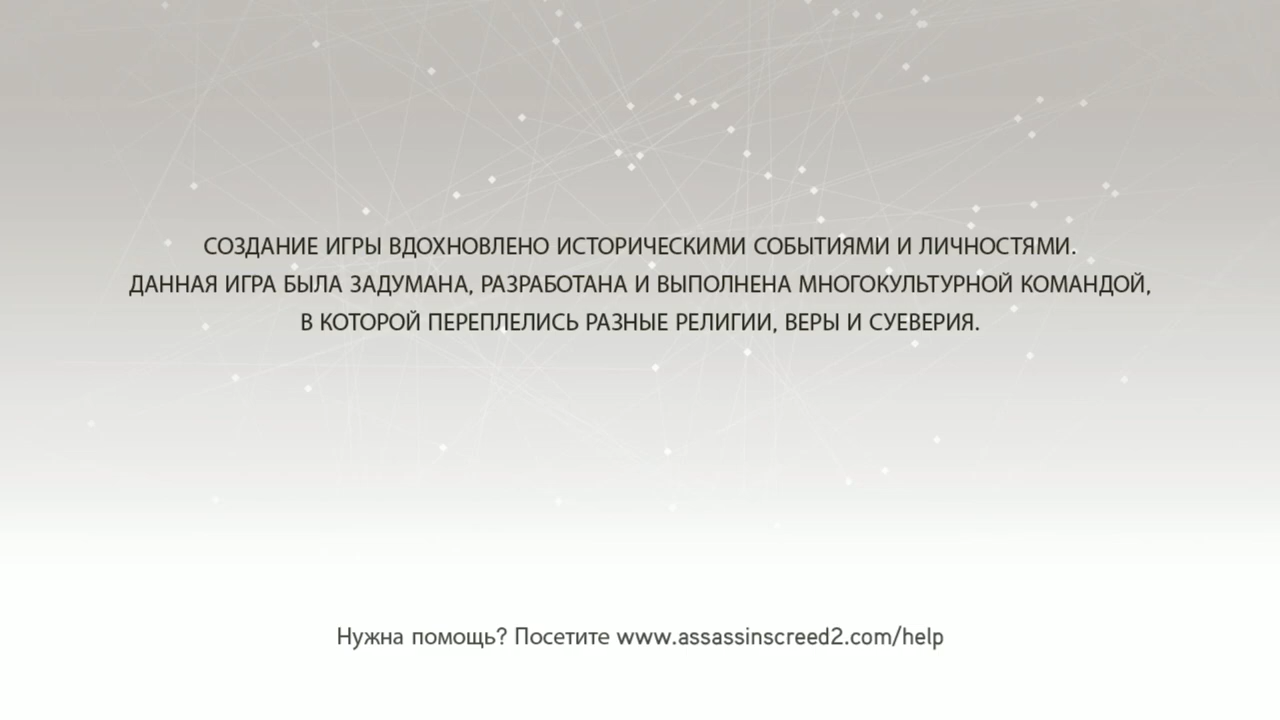 СОЗДАНИЕ ИГРЫ ВДОХНОВЛЕНО ИСТОРИЧЕСКИМИ СОБЫТИЯМИ И ЛИЧНОСТЯМИ.
ДАННАЯ ИГРА БЫЛА ЗАДУМАНА, РАЗРАБОТАНА И ВЫПОЛНЕНА МНОГОКУЛЬТУРНОЙ КОМАНДОЙ,
В КОТОРОЙ ПЕРЕПЛЕЛИСЬ РАЗНЫЕ РЕЛИГИИ, ВЕРЫ И СУЕВЕРИЯ.
Нужна помощь? Посетите www.assassinscreed2.com/help